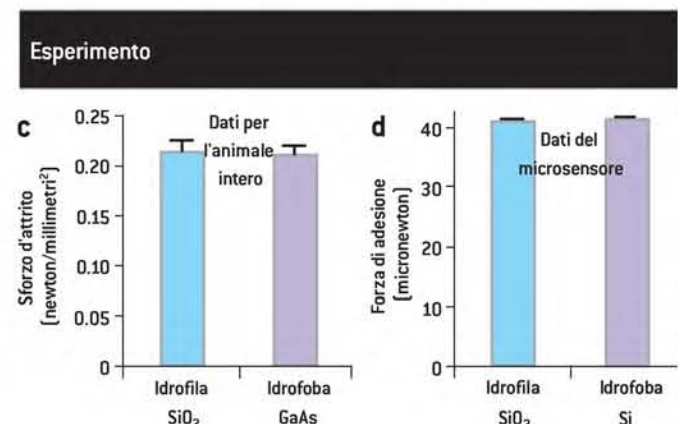 Esperimento
c
Sforzo d'attrito
(newton/millimetri²)
0.25
0.20
0.15
0.10
0.05
0
Dati per
l'animale
intero
Idrofila
SiO₂
Idrofoba
GaAs
d
Forza di adesione
(micronewton)
40
30
20
10
0
Dati del
microsensore
Idrofila
SiO₂
Idrofoba
Si